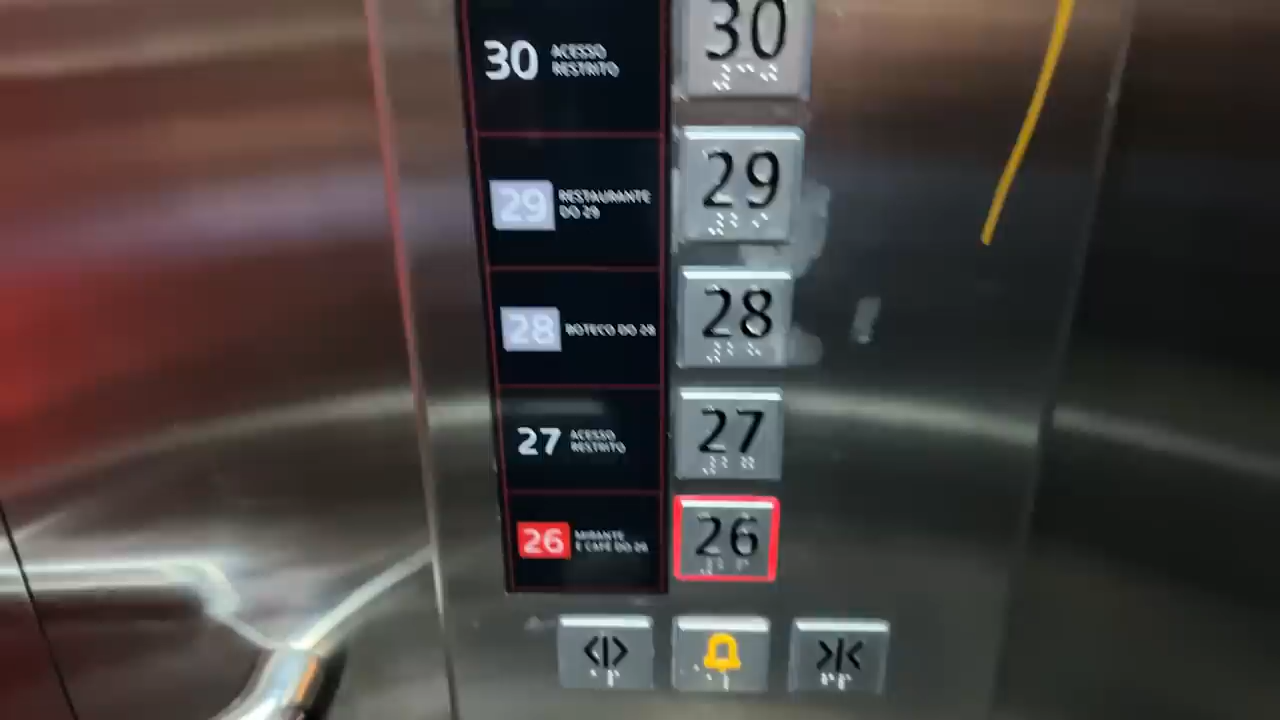 30 ACESSO
RESTRITO
30
29 RESTAURANTE
DO 29
29
28 BOTECO DO 28
28
27 ACESSO
RESTRITO
27
26 MIRANTE
E CAFÉ DO 26
26